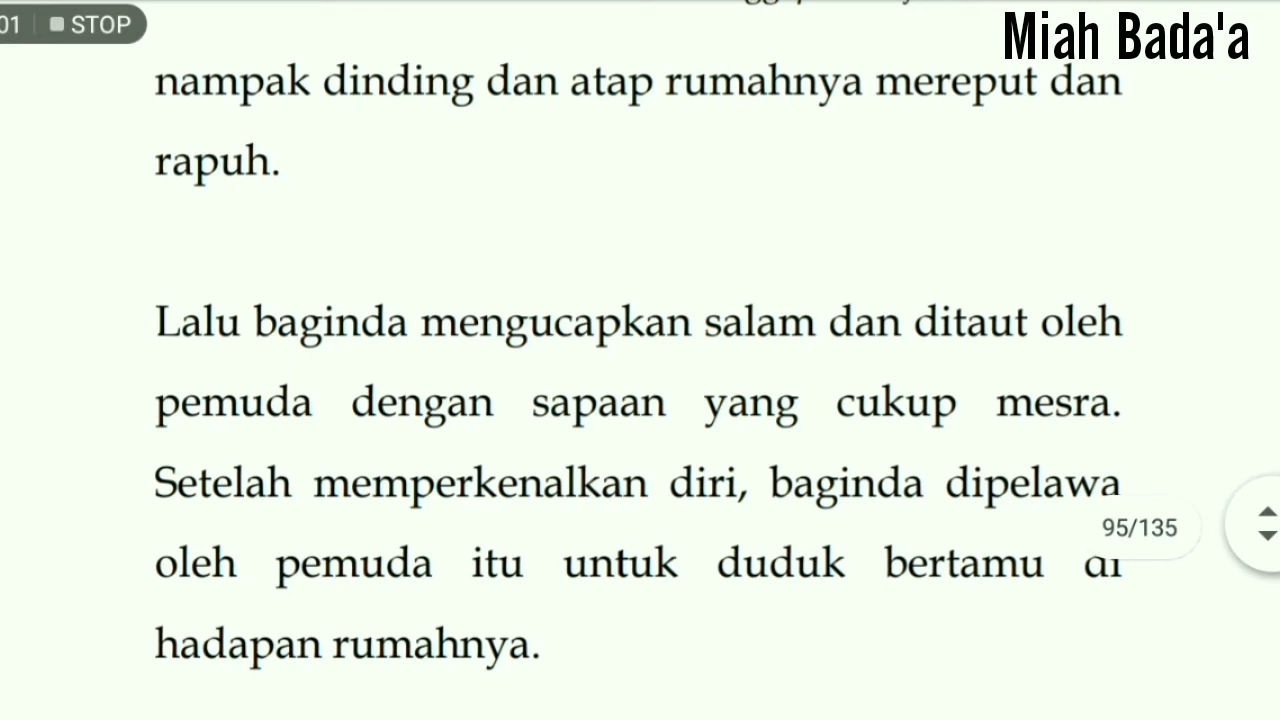 01 STOP
Miah Bada'a
nampak dinding dan atap rumahnya mereput dan
rapuh.
Lalu baginda mengucapkan salam dan ditaut oleh
pemuda dengan sapaan yang cukup mesra.
Setelah memperkenalkan diri, baginda dipelawa
95/135
oleh pemuda itu untuk duduk bertamu di
hadapan rumahnya.